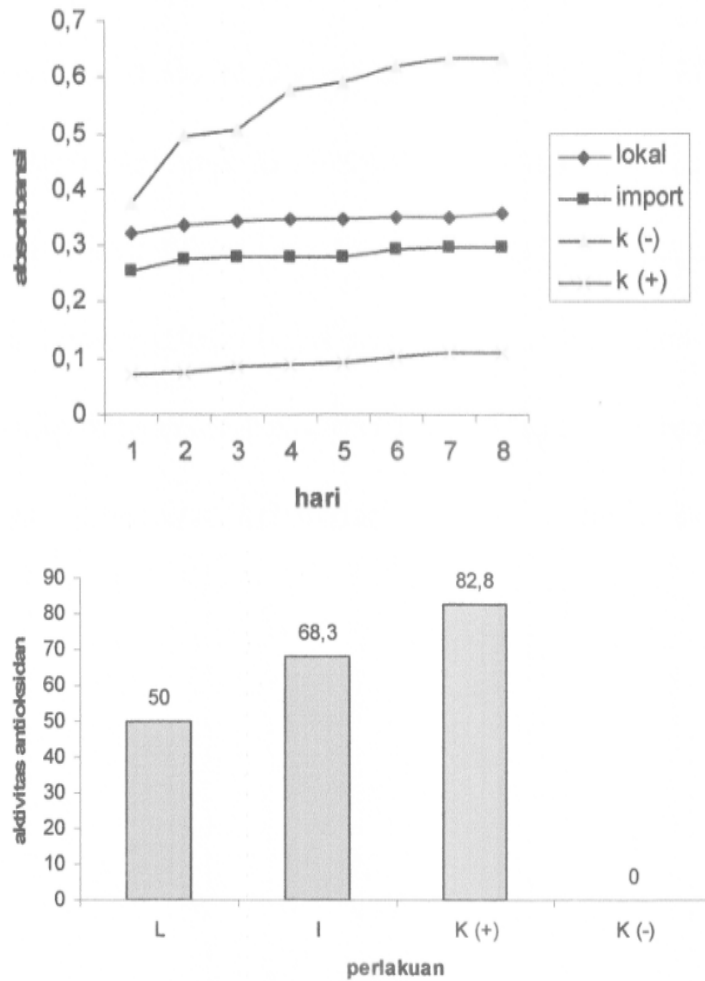 0,7
0,6
0,5
0,4
0,3
0,2
0,1
0
absorbansi
1 2 3 4 5 6 7 8
hari
lokal
import
k (-)
k (+)
90
80
70
60
50
40
30
20
10
0
aktivitas antioksidan
50
68,3
82,8
0
L I K (+) K (-)
perlakuan